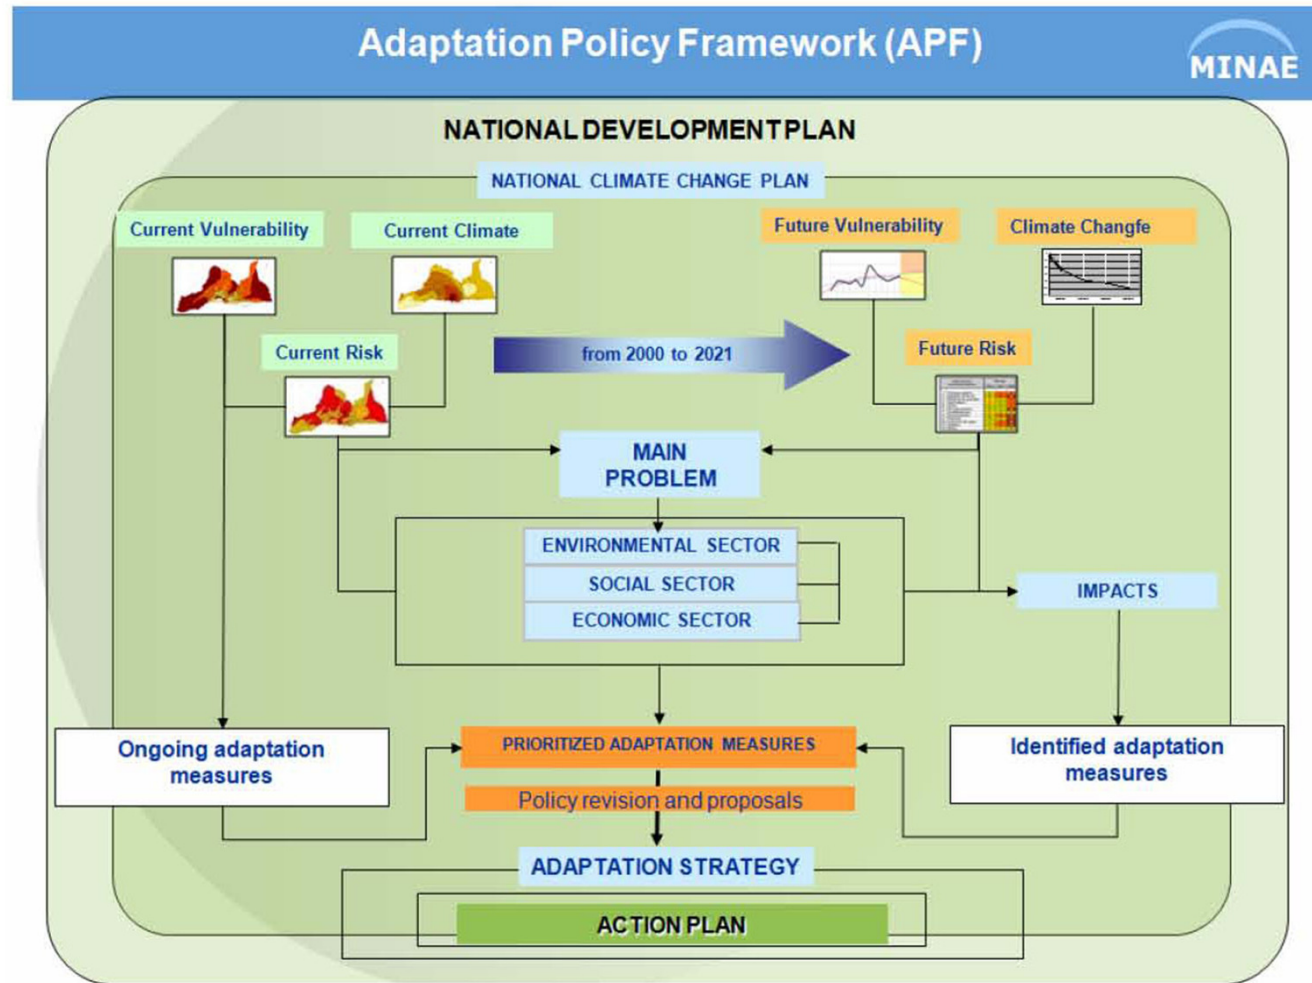 Adaptation Policy Framework (APF)
MINAE
NATIONAL DEVELOPMENT PLAN
NATIONAL CLIMATE CHANGE PLAN
Current Vulnerability
Current Climate
Future Vulnerability
Climate Changfe
Current Risk
from 2000 to 2021
Future Risk
MAIN
PROBLEM
ENVIRONMENTAL SECTOR
SOCIAL SECTOR
ECONOMIC SECTOR
IMPACTS
Ongoing adaptation
measures
PRIORITIZED ADAPTATION MEASURES
Identified adaptation
measures
Policy revision and proposals
ADAPTATION STRATEGY
ACTION PLAN